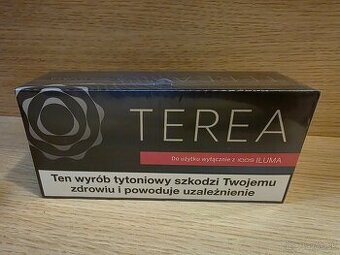 TEREA
Do użytku wyłącznie z IQOS ILUMA
Ten wyrób tytoniowy szkodzi Twojemu
zdrowiu i powoduje uzależnienie